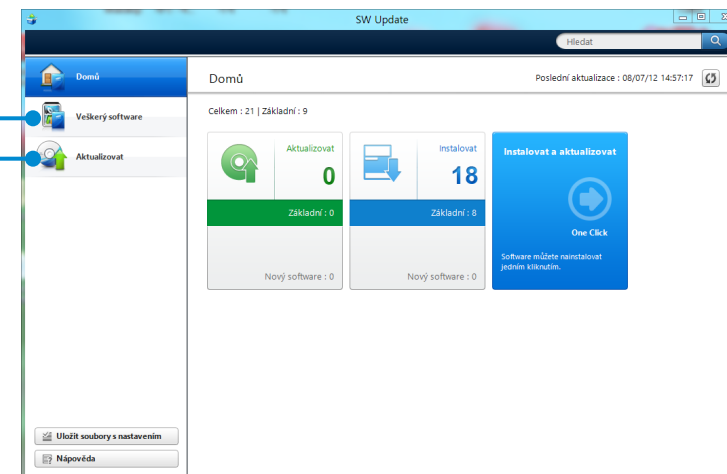 SW Update
Hledat
Domů
Veškerý software
Aktualizovat
Uložit soubory s nastavením
Nápověda
Domů
Poslední aktualizace : 08/07/12 14:57:17
Celkem : 21 | Základní : 9
Aktualizovat
0
Základní : 0
Nový software : 0
Instalovat
18
Základní : 8
Nový software : 0
Instalovat a aktualizovat
One Click
Software můžete nainstalovat
jedním kliknutím.